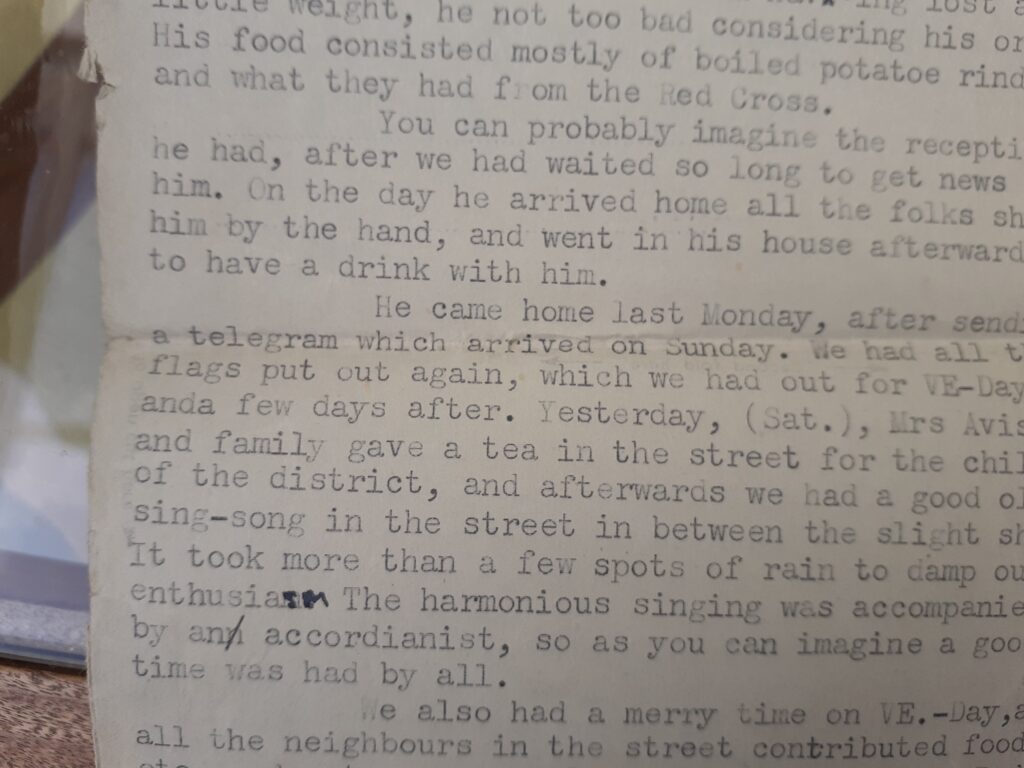 little weight, he not too bad considering his
His food consisted mostly of boiled potatoe rind
and what they had from the Red Cross.
You can probably imagine the recepti
he had, after we had waited so long to get news
him. On the day he arrived home all the folks sh
him by the hand, and went in his house afterward
to have a drink with him.
He came home last Monday, after send
a telegram which arrived on Sunday. We had all t
flags put out again, which we had out for VE-Day
anda few days after. Yesterday, (Sat.), Mrs Avis
and family gave a tea in the street for the chil
of the district, and afterwards we had a good ol
sing-song in the street in between the slight sh
It took more than a few spots of rain to damp ou
enthusiasm The harmonious singing was accompanie
by an accordianist, so as you can imagine a goo
time was had by all.
We also had a merry time on VE.-Day,a
all the neighbours in the street contributed food